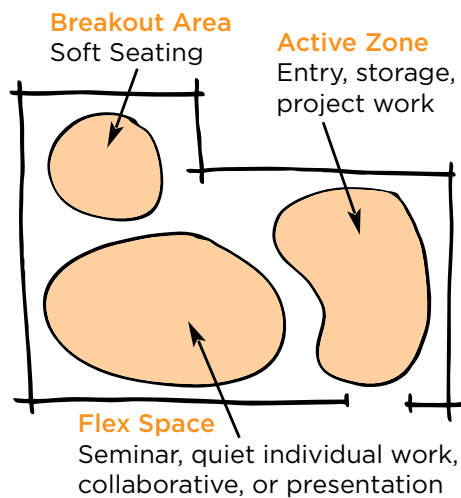 Breakout Area
Soft Seating
Active Zone
Entry, storage,
project work
Flex Space
Seminar, quiet individual work,
collaborative, or presentation